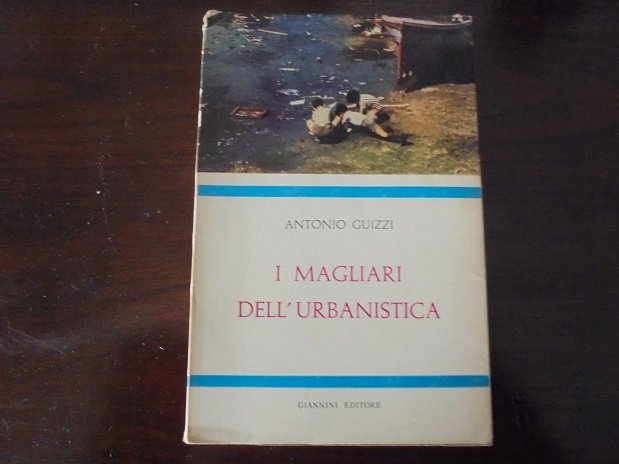 ANTONIO GUIZZI
I MAGLIARI
DELL'URBANISTICA
GIANNINI EDITORE